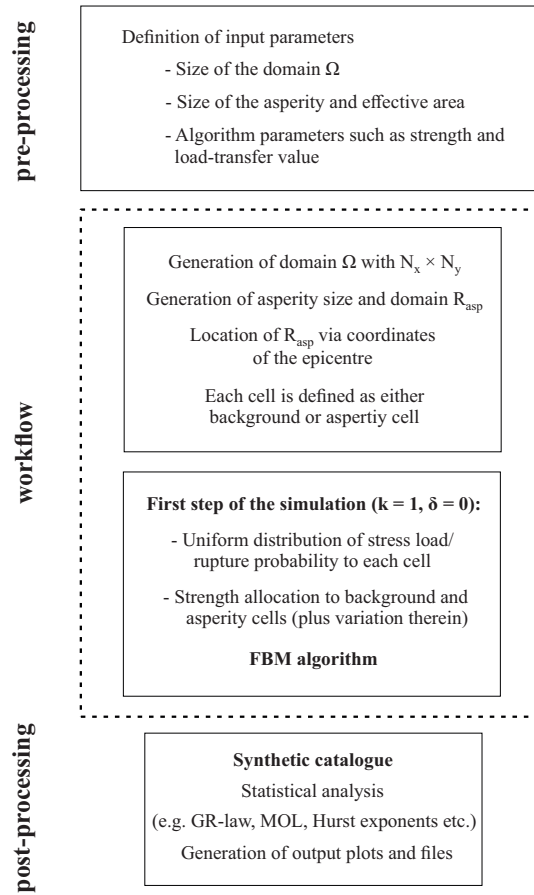 pre-processing
Definition of input parameters
- Size of the domain Ω
- Size of the asperity and effective area
- Algorithm parameters such as strength and
load-transfer value
workflow
Generation of domain Ω with Nx × Ny
Generation of asperity size and domain Rasp
Location of Rasp via coordinates
of the epicentre
Each cell is defined as either
background or aspertiy cell
First step of the simulation (k = 1, δ = 0):
- Uniform distribution of stress load/
rupture probability to each cell
- Strength allocation to background and
asperity cells (plus variation therein)
FBM algorithm
post-processing
Synthetic catalogue
Statistical analysis
(e.g. GR-law, MOL, Hurst exponents etc.)
Generation of output plots and files